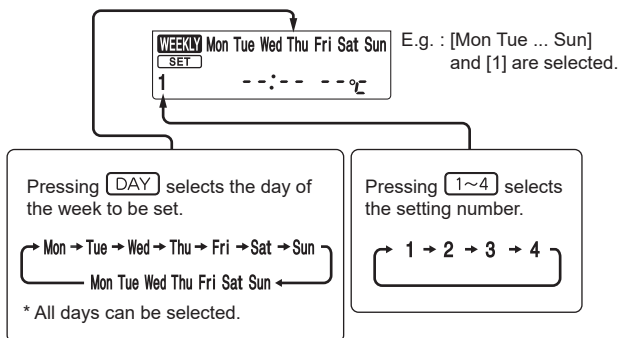 WEEKLY Mon Tue Wed Thu Fri Sat Sun
SET
1 --:-- --°C
E.g. : [Mon Tue ... Sun]
and [1] are selected.
Pressing DAY selects the day of
the week to be set.
→ Mon → Tue → Wed → Thu → Fri → Sat → Sun
Mon Tue Wed Thu Fri Sat Sun ←
* All days can be selected.
Pressing 1~4 selects
the setting number.
→ 1 → 2 → 3 → 4